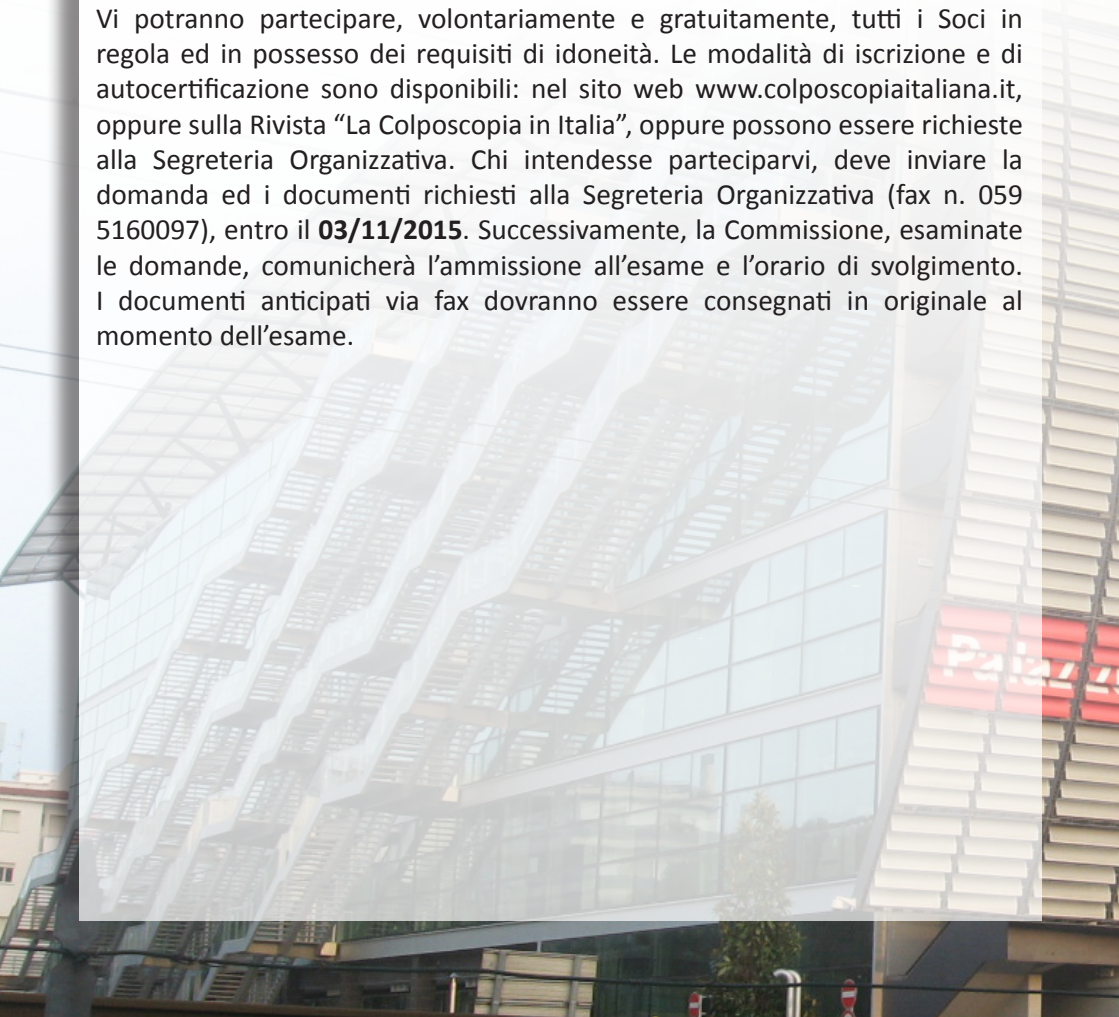 Vi potranno partecipare, volontariamente e gratuitamente, tutti i Soci in
regola ed in possesso dei requisiti di idoneità. Le modalità di iscrizione e di
autocertificazione sono disponibili: nel sito web www.colposcopiaitaliana.it,
oppure sulla Rivista “La Colposcopia in Italia”, oppure possono essere richieste
alla Segreteria Organizzativa. Chi intendesse parteciparvi, deve inviare la
domanda ed i documenti richiesti alla Segreteria Organizzativa (fax n. 059
5160097), entro il 03/11/2015. Successivamente, la Commissione, esaminate
le domande, comunicherà l’ammissione all’esame e l’orario di svolgimento.
I documenti anticipati via fax dovranno essere consegnati in originale al
momento dell’esame.